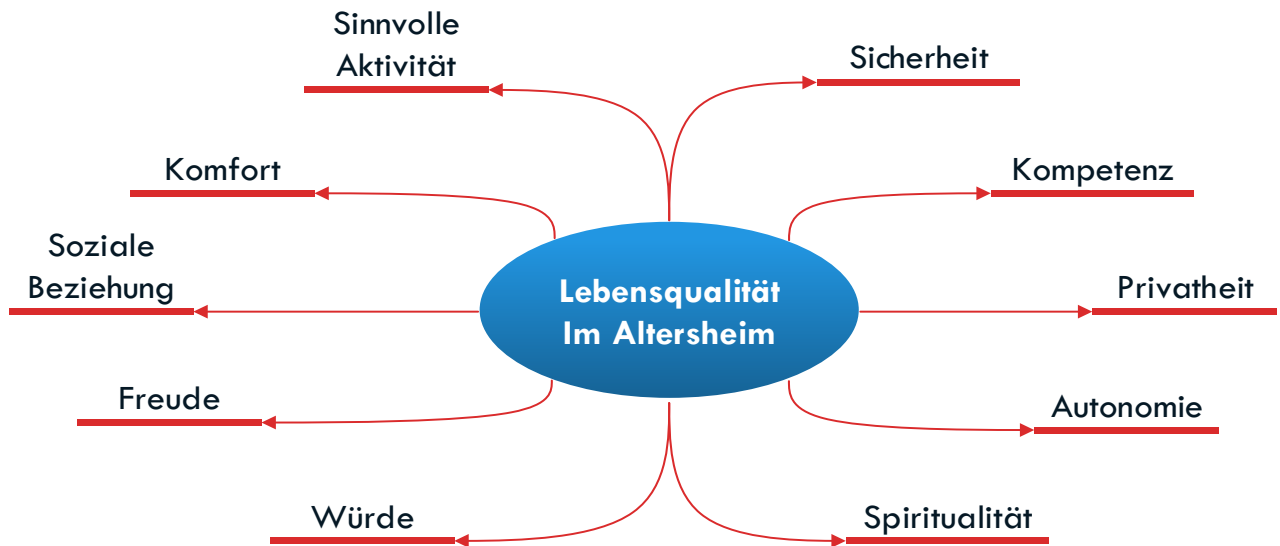 Sinnvolle
Aktivität
Sicherheit
Komfort
Kompetenz
Soziale
Beziehung
Lebensqualität
Im Altersheim
Privatheit
Freude
Autonomie
Würde
Spiritualität